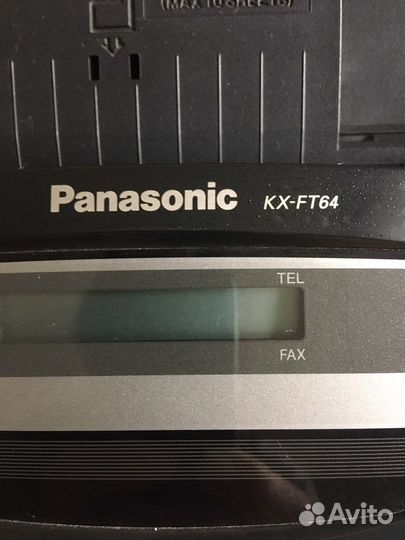 (MAX 10 sheets)
Panasonic KX-FT64
TEL
FAX
Avito